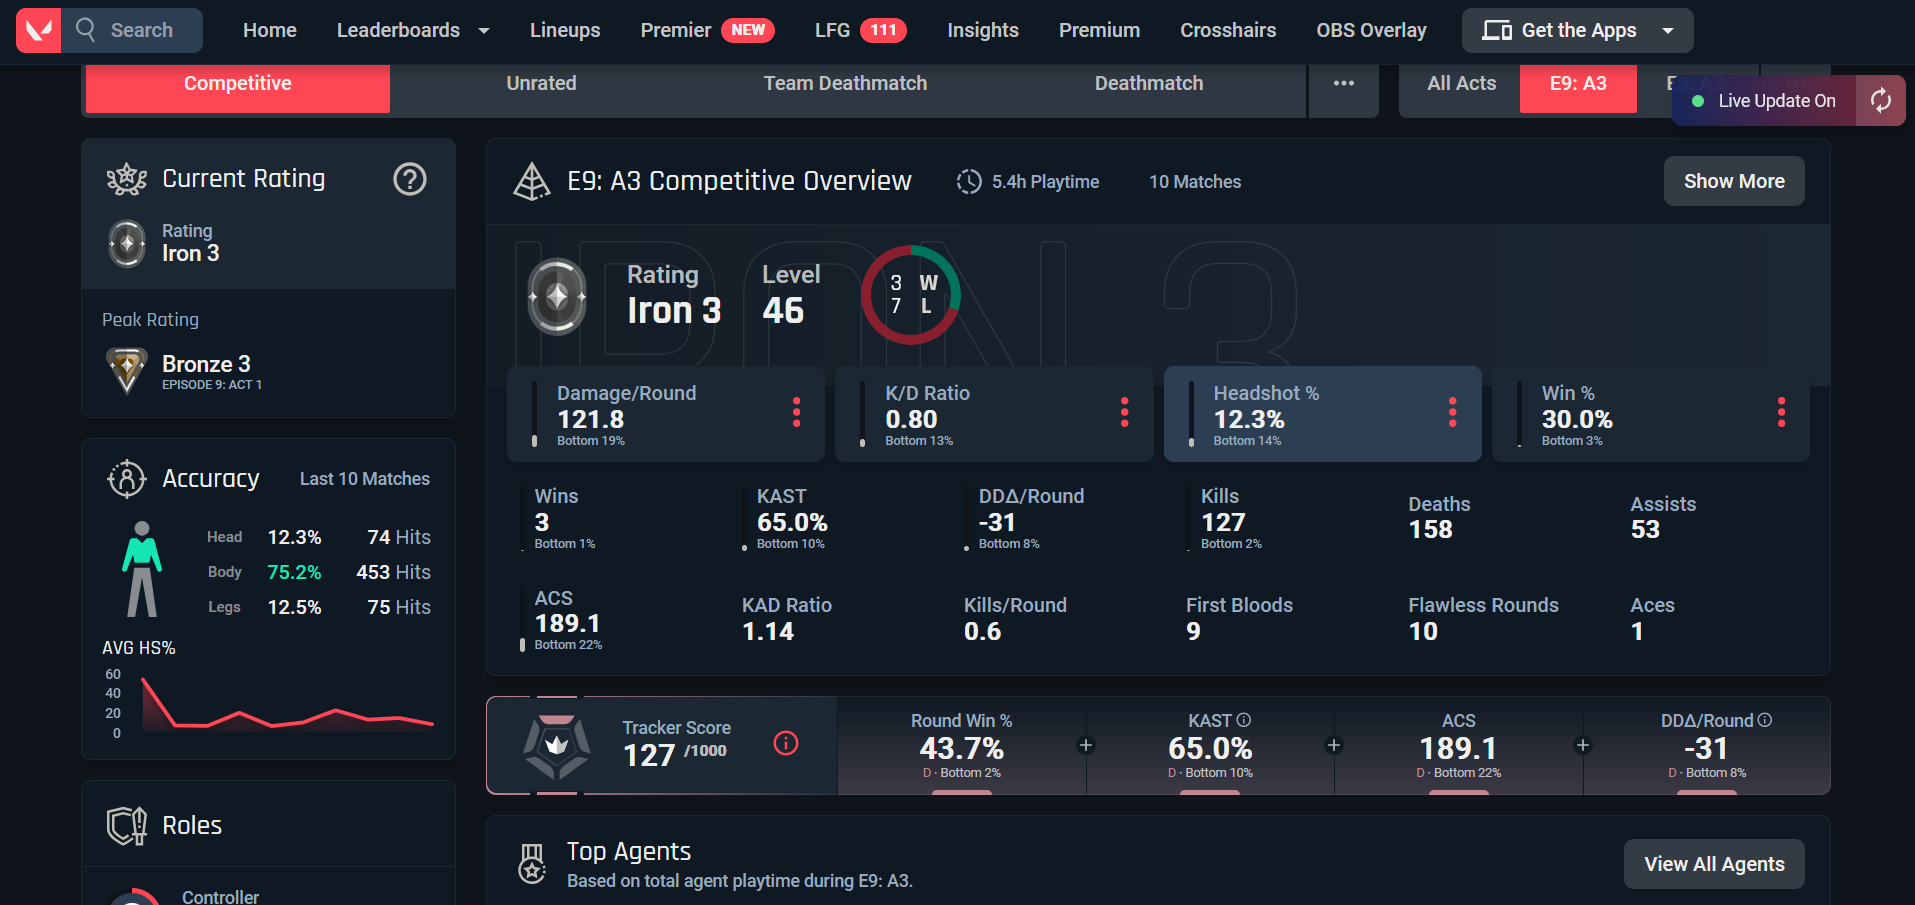 Search
Home
Leaderboards
Lineups
Premier NEW
LFG 111
Insights
Premium
Crosshairs
OBS Overlay
Get the Apps
Competitive
Unrated
Team Deathmatch
Deathmatch
•••
All Acts
E9: A3
E9: A2
Live Update On
Current Rating
?
Rating
Iron 3
Peak Rating
Bronze 3
EPISODE 9: ACT 1
Accuracy
Last 10 Matches
Head 12.3% 74 Hits
Body 75.2% 453 Hits
Legs 12.5% 75 Hits
AVG HS%
60
40
20
0
Roles
Controller
E9: A3 Competitive Overview
5.4h Playtime
10 Matches
Show More
IRON 3
Rating
Iron 3
Level
46
3 W
7 L
Damage/Round
121.8
Bottom 19%
K/D Ratio
0.80
Bottom 13%
Headshot %
12.3%
Bottom 14%
Win %
30.0%
Bottom 3%
Wins
3
Bottom 1%
KAST
65.0%
Bottom 10%
DDΔ/Round
-31
Bottom 8%
Kills
127
Bottom 2%
Deaths
158
Assists
53
ACS
189.1
Bottom 22%
KAD Ratio
1.14
Kills/Round
0.6
First Bloods
9
Flawless Rounds
10
Aces
1
Tracker Score
127 /1000
Round Win %
43.7%
D · Bottom 2%
+
KAST
65.0%
D · Bottom 10%
+
ACS
189.1
D · Bottom 22%
+
DDΔ/Round
-31
D · Bottom 8%
Top Agents
Based on total agent playtime during E9: A3.
View All Agents